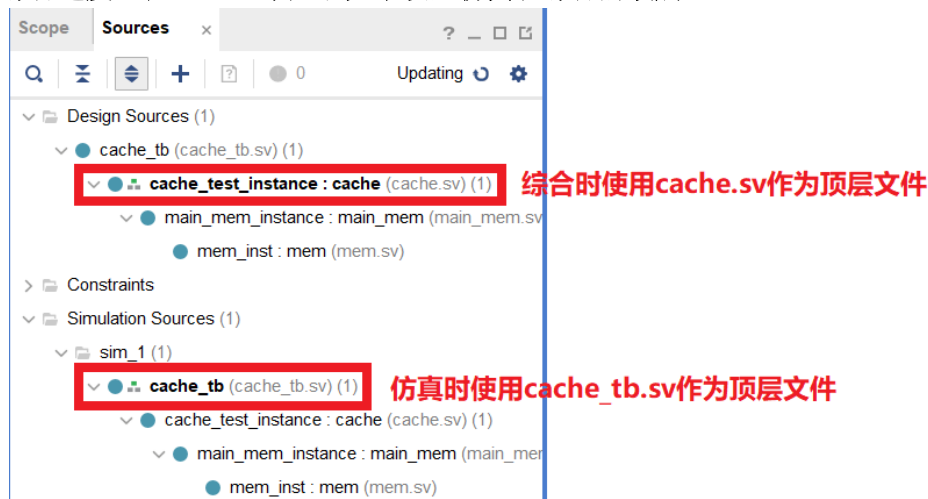 Scope Sources × ? _
0 Updating
Design Sources (1)
cache_tb (cache_tb.sv) (1)
cache_test_instance : cache (cache.sv) (1) 综合时使用cache.sv作为顶层文件
main_mem_instance : main_mem (main_mem.sv
mem_inst : mem (mem.sv)
Constraints
Simulation Sources (1)
sim_1 (1)
cache_tb (cache_tb.sv) (1) 仿真时使用cache_tb.sv作为顶层文件
cache_test_instance : cache (cache.sv) (1)
main_mem_instance : main_mem (main_mer
mem_inst : mem (mem.sv)